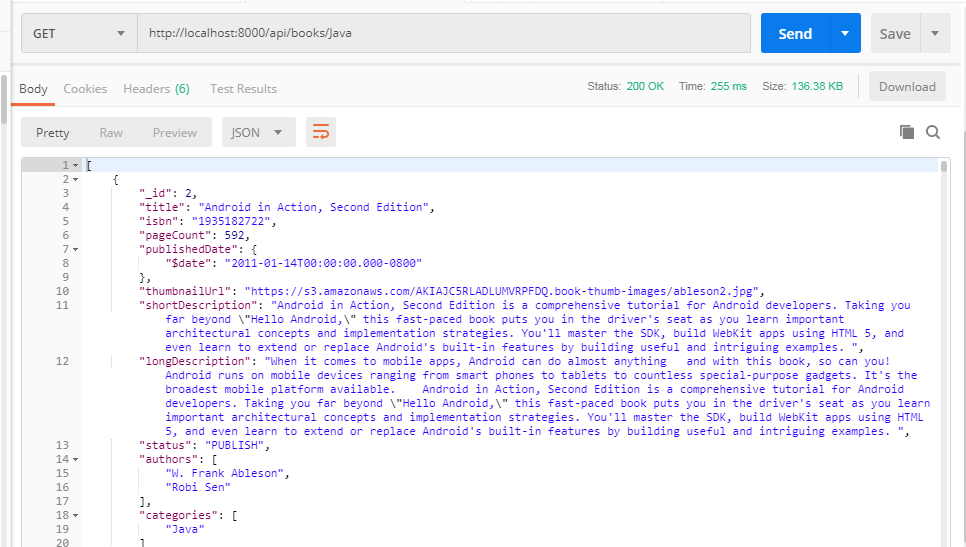 GET http://localhost:8000/api/books/Java Send Save
Body Cookies Headers (6) Test Results Status: 200 OK Time: 255 ms Size: 136.38 KB Download
Pretty Raw Preview JSON
1 [
2 {
3 "_id": 2,
4 "title": "Android in Action, Second Edition",
5 "isbn": "1935182722",
6 "pageCount": 592,
7 "publishedDate": {
8 "$date": "2011-01-14T00:00:00.000-0800"
9 },
10 "thumbnailUrl": "https://s3.amazonaws.com/AKIAJC5RLADLUMVRPFDQ.book-thumb-images/ableson2.jpg",
11 "shortDescription": "Android in Action, Second Edition is a comprehensive tutorial for Android developers. Taking you
far beyond \"Hello Android,\" this fast-paced book puts you in the driver's seat as you learn important
architectural concepts and implementation strategies. You'll master the SDK, build WebKit apps using HTML 5, and
even learn to extend or replace Android's built-in features by building useful and intriguing examples. ",
12 "longDescription": "When it comes to mobile apps, Android can do almost anything   and with this book, so can you!
Android runs on mobile devices ranging from smart phones to tablets to countless special-purpose gadgets. It's the
broadest mobile platform available.    Android in Action, Second Edition is a comprehensive tutorial for Android
developers. Taking you far beyond \"Hello Android,\" this fast-paced book puts you in the driver's seat as you learn
important architectural concepts and implementation strategies. You'll master the SDK, build WebKit apps using HTML
5, and even learn to extend or replace Android's built-in features by building useful and intriguing examples. ",
13 "status": "PUBLISH",
14 "authors": [
15 "W. Frank Ableson",
16 "Robi Sen"
17 ],
18 "categories": [
19 "Java"
20 ]